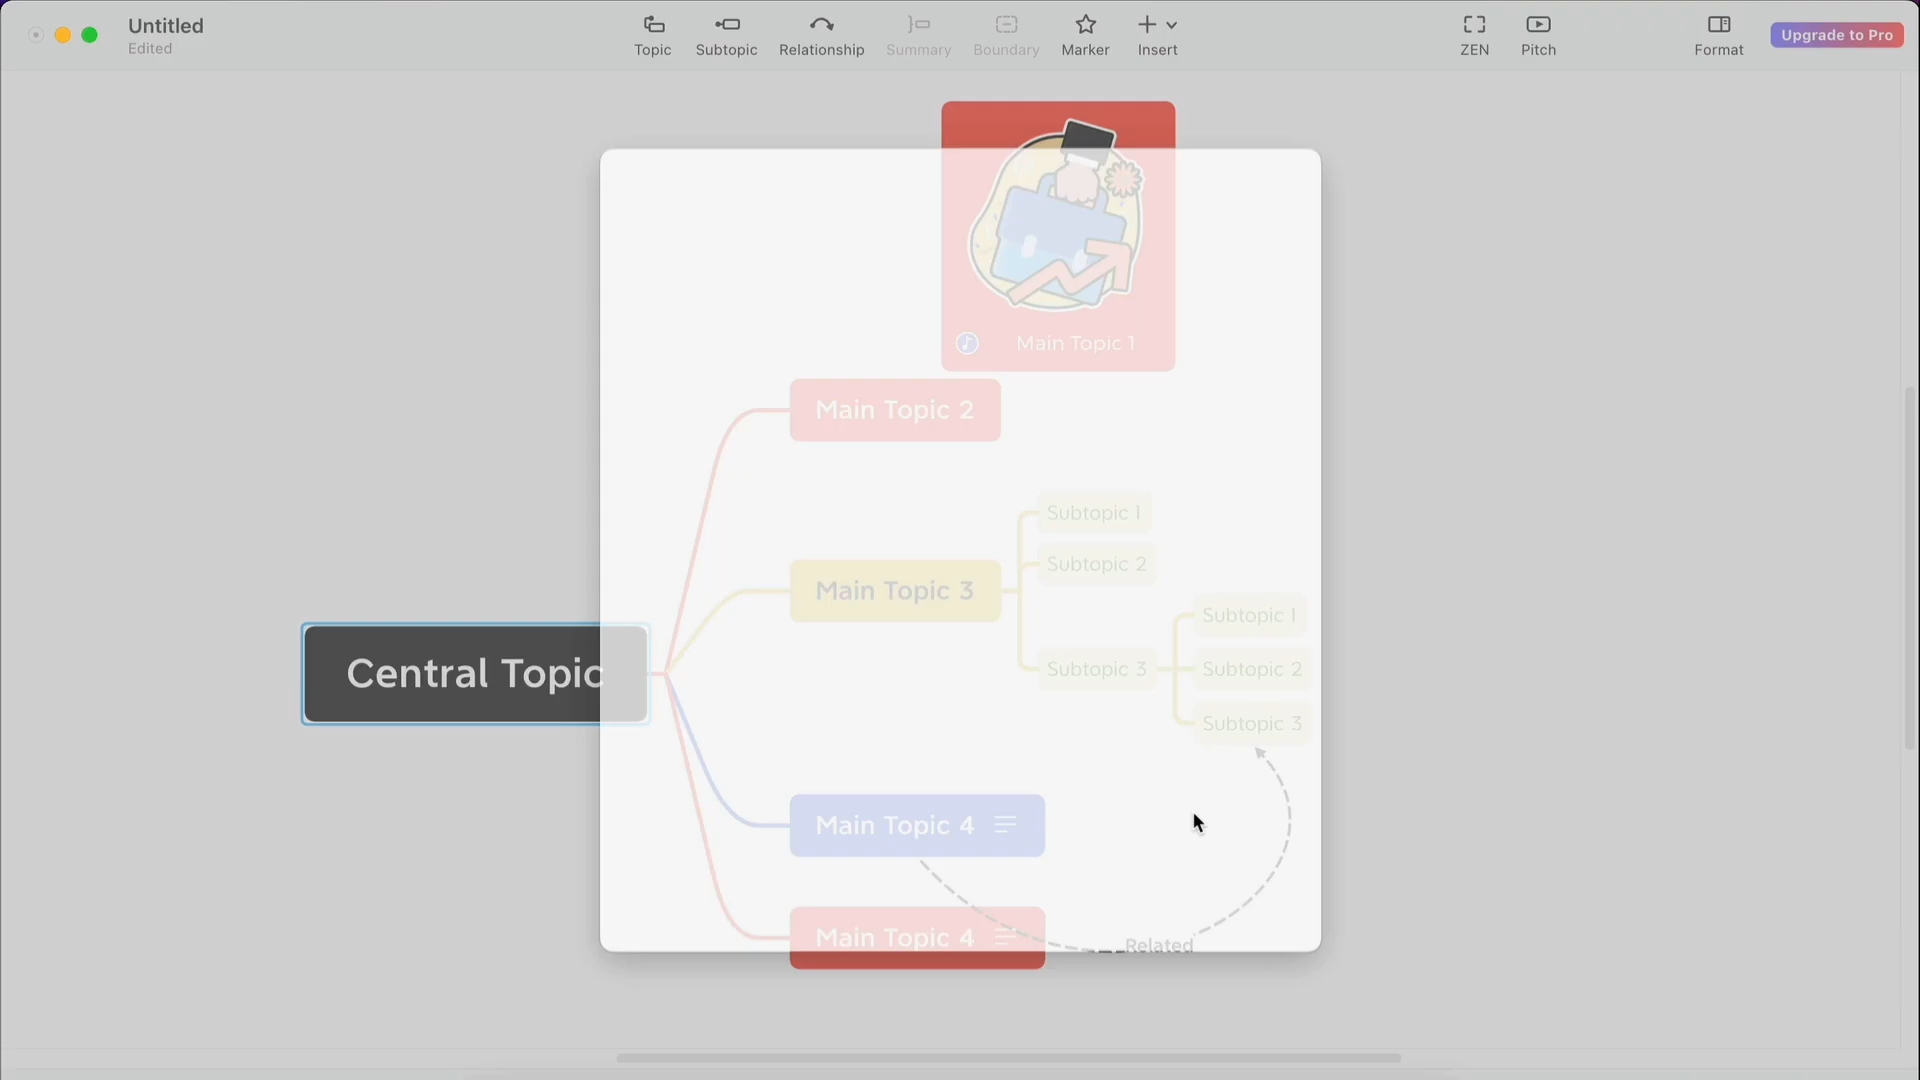 Untitled
Edited
Topic
Subtopic
Relationship
Summary
Boundary
Marker
Insert
ZEN
Pitch
Format
Upgrade to Pro
Main Topic 1
Main Topic 2
Subtopic 1
Subtopic 2
Main Topic 3
Subtopic 1
Subtopic 3
Subtopic 2
Subtopic 3
Central Topic
Main Topic 4
Main Topic 4
Related